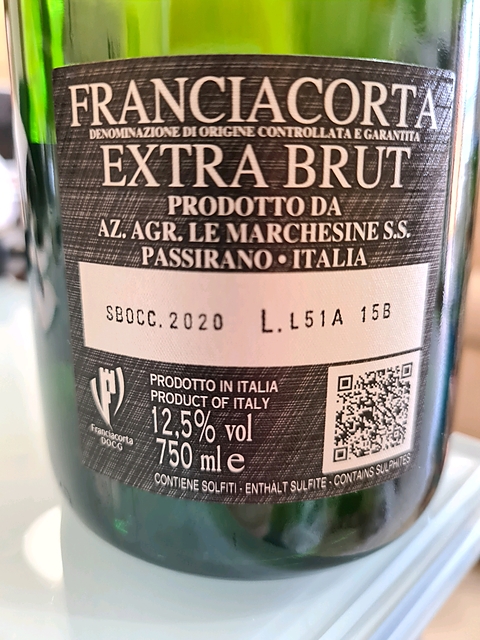 FRANCIACORTA
DENOMINAZIONE DI ORIGINE CONTROLLATA E GARANTITA
EXTRA BRUT
PRODOTTO DA
AZ. AGR. LE MARCHESINE S.S.
PASSIRANO • ITALIA
SBOCC. 2020 L. L51A 15B
PRODOTTO IN ITALIA
PRODUCT OF ITALY
12,5% vol
750 ml e
Franciacorta
DOCG
CONTIENE SOLFITI - ENTHÄLT SULFITE - CONTAINS SULPHITES